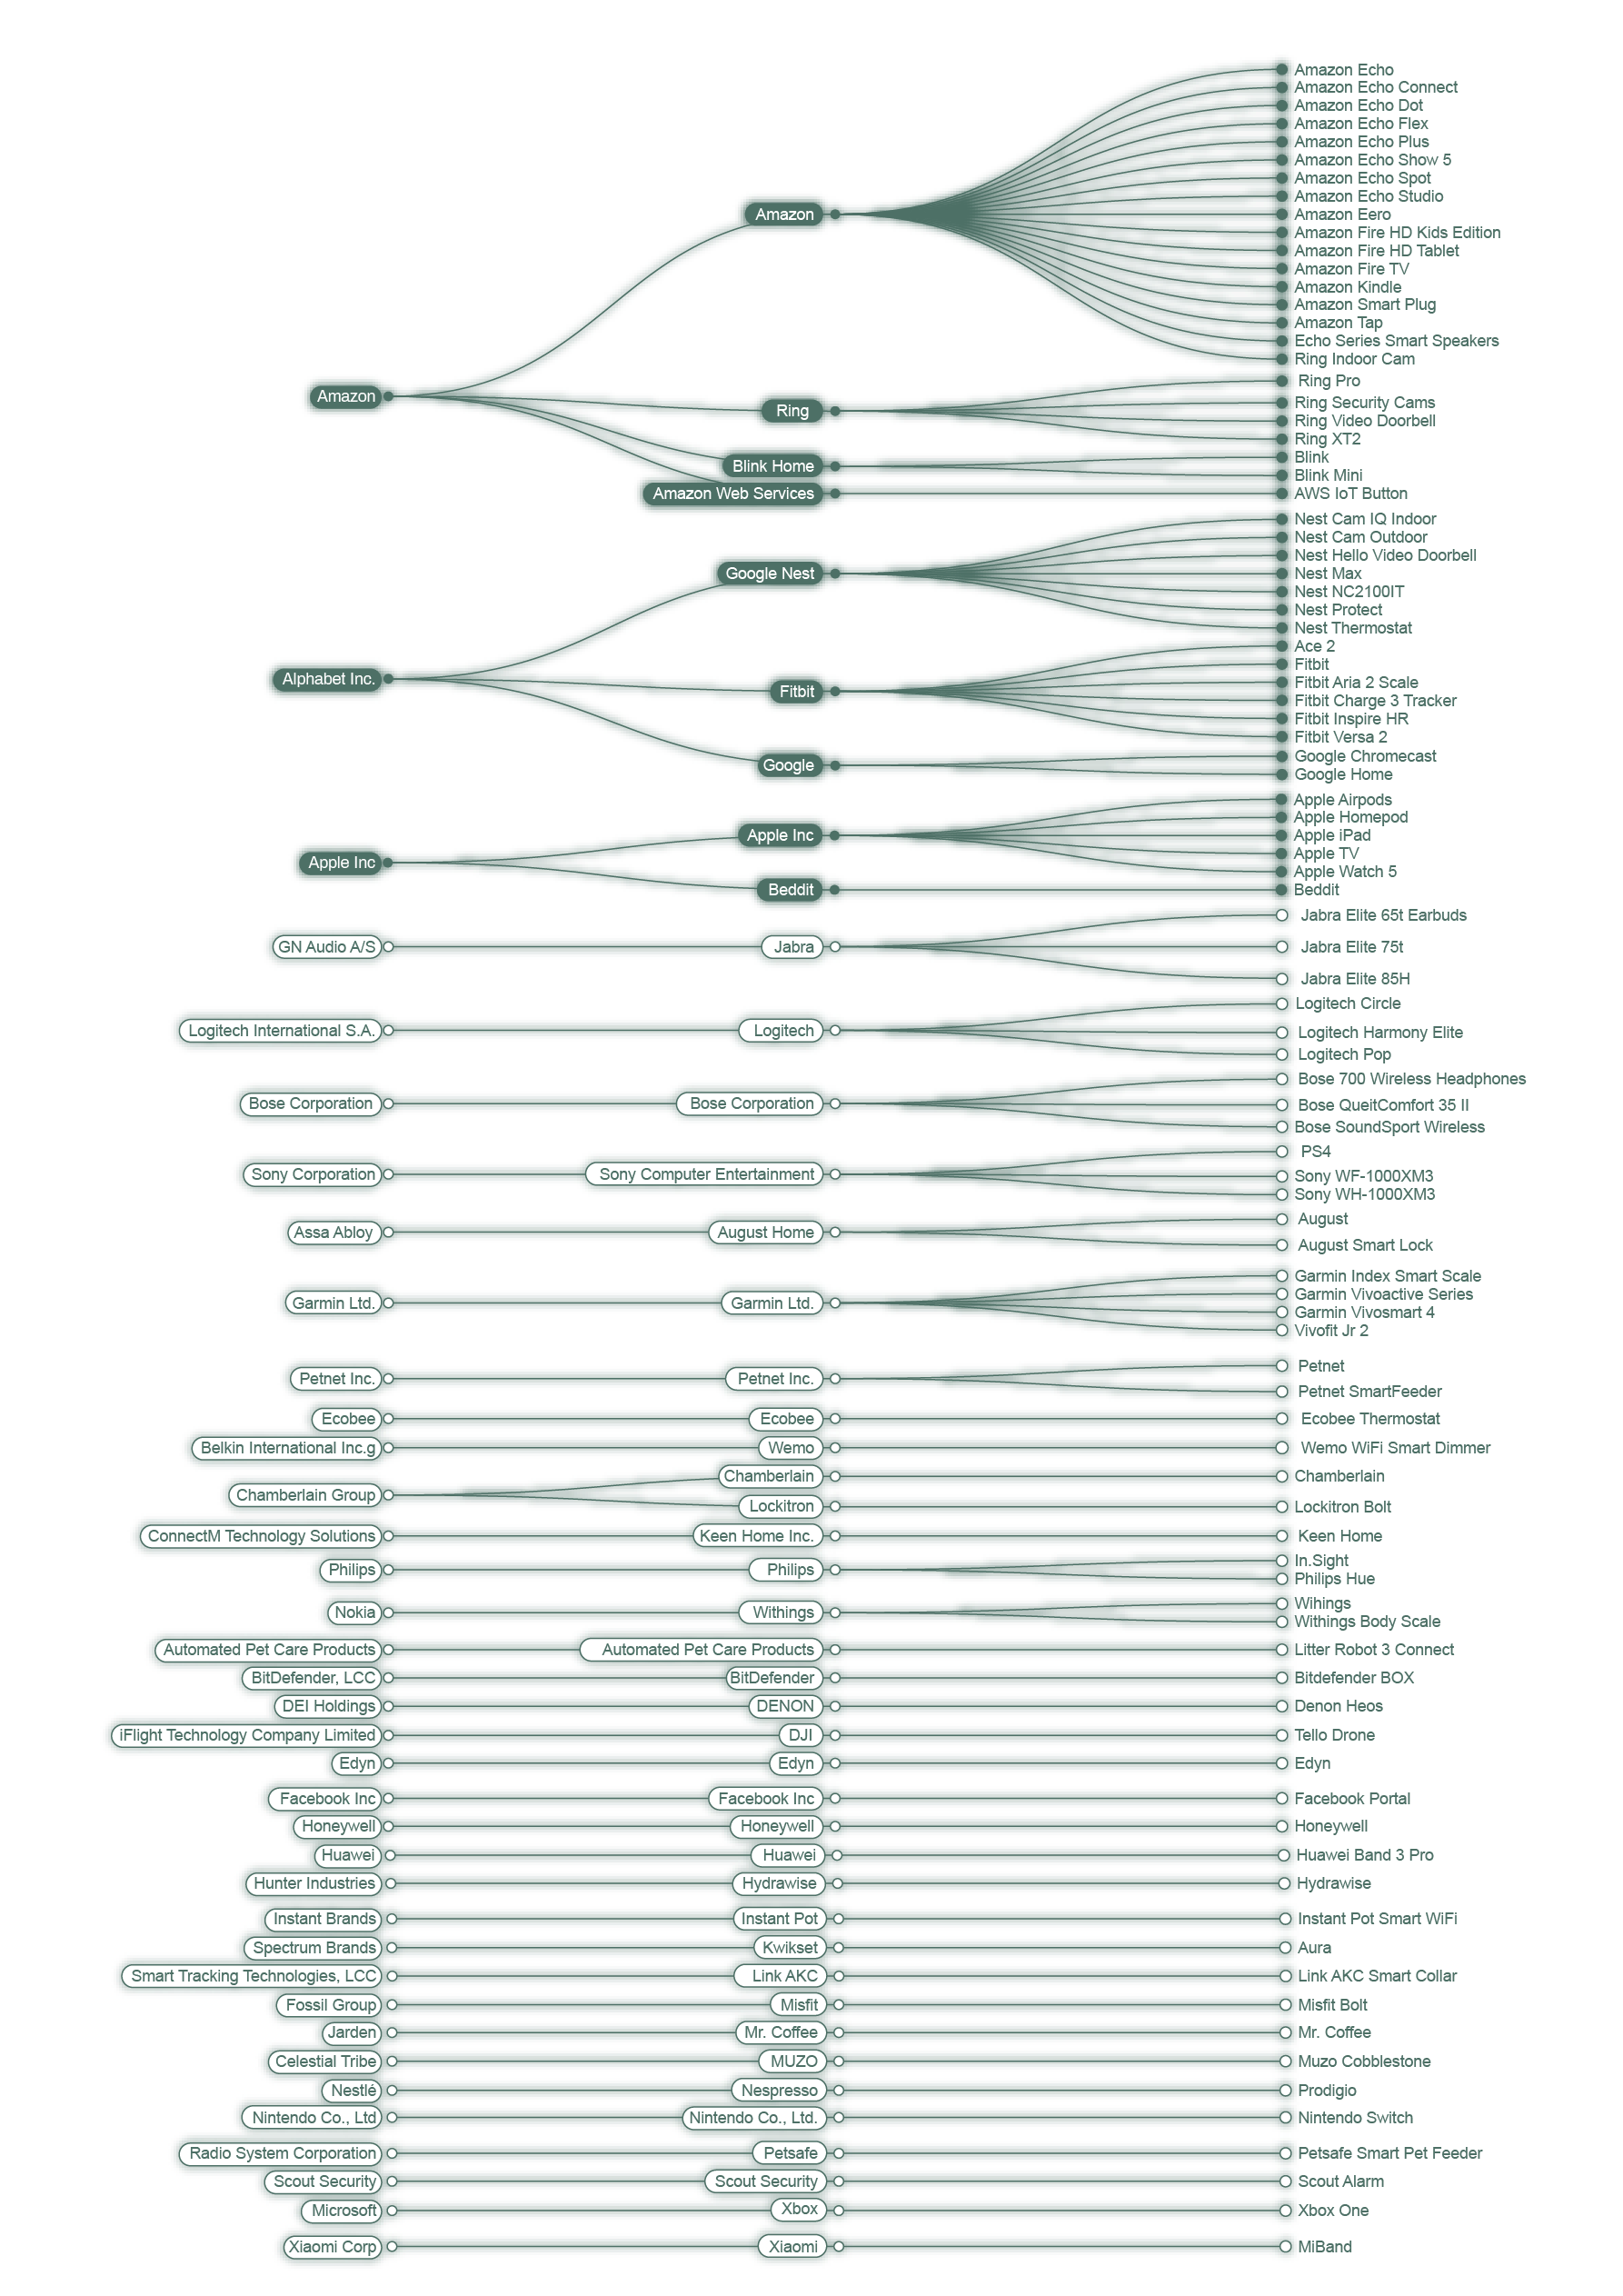 Amazon Echo
Amazon Echo Connect
Amazon Echo Dot
Amazon Echo Flex
Amazon Echo Plus
Amazon Echo Show 5
Amazon Echo Spot
Amazon Echo Studio
Amazon Amazon Eero
Amazon Fire HD Kids Edition
Amazon Fire HD Tablet
Amazon Fire TV
Amazon Kindle
Amazon Smart Plug
Amazon Tap
Echo Series Smart Speakers
Ring Indoor Cam
Ring Pro
Amazon
Ring Security Cams
Ring
Ring Video Doorbell
Ring XT2
Blink
Blink Home
Blink Mini
Amazon Web Services AWS IoT Button
Nest Cam IQ Indoor
Nest Cam Outdoor
Nest Hello Video Doorbell
Google Nest Nest Max
Nest NC2100IT
Nest Protect
Nest Thermostat
Ace 2
Fitbit
Alphabet Inc. Fitbit Aria 2 Scale
Fitbit
Fitbit Charge 3 Tracker
Fitbit Inspire HR
Fitbit Versa 2
Google Chromecast
Google
Google Home
Apple Airpods
Apple Homepod
Apple Inc Apple iPad
Apple TV
Apple Inc
Apple Watch 5
Beddit Beddit
Jabra Elite 65t Earbuds
GN Audio A/S Jabra Jabra Elite 75t
Jabra Elite 85H
Logitech Circle
Logitech International S.A. Logitech Logitech Harmony Elite
Logitech Pop
Bose 700 Wireless Headphones
Bose Corporation Bose Corporation Bose QueitComfort 35 II
Bose SoundSport Wireless
PS4
Sony Corporation Sony Computer Entertainment Sony WF-1000XM3
Sony WH-1000XM3
August
Assa Abloy August Home
August Smart Lock
Garmin Index Smart Scale
Garmin Vivoactive Series
Garmin Ltd. Garmin Ltd.
Garmin Vivosmart 4
Vivofit Jr 2
Petnet
Petnet Inc. Petnet Inc.
Petnet SmartFeeder
Ecobee Ecobee Ecobee Thermostat
Belkin International Inc.g Wemo Wemo WiFi Smart Dimmer
Chamberlain Chamberlain
Chamberlain Group
Lockitron Lockitron Bolt
ConnectM Technology Solutions Keen Home Inc. Keen Home
In.Sight
Philips Philips
Philips Hue
Wihings
Nokia Withings
Withings Body Scale
Automated Pet Care Products Automated Pet Care Products Litter Robot 3 Connect
BitDefender, LCC BitDefender Bitdefender BOX
DEI Holdings DENON Denon Heos
iFlight Technology Company Limited DJI Tello Drone
Edyn Edyn Edyn
Facebook Inc Facebook Inc Facebook Portal
Honeywell Honeywell Honeywell
Huawei Huawei Huawei Band 3 Pro
Hunter Industries Hydrawise Hydrawise
Instant Brands Instant Pot Instant Pot Smart WiFi
Spectrum Brands Kwikset Aura
Smart Tracking Technologies, LCC Link AKC Link AKC Smart Collar
Fossil Group Misfit Misfit Bolt
Jarden Mr. Coffee Mr. Coffee
Celestial Tribe MUZO Muzo Cobblestone
Nestlé Nespresso Prodigio
Nintendo Co., Ltd Nintendo Co., Ltd. Nintendo Switch
Radio System Corporation Petsafe Petsafe Smart Pet Feeder
Scout Security Scout Security Scout Alarm
Microsoft Xbox Xbox One
Xiaomi Corp Xiaomi MiBand